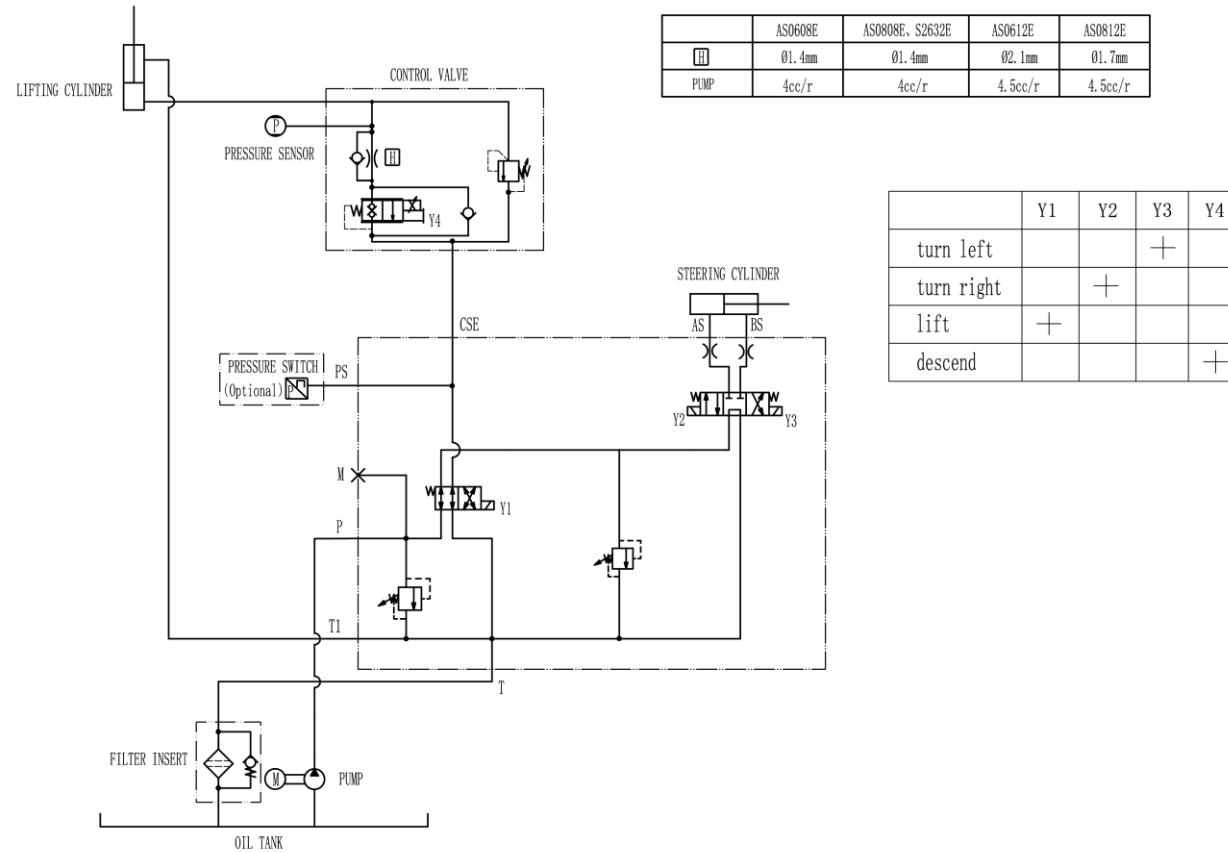 AS0608E AS0808E、S2632E AS0612E AS0812E
H Ø1.4mm Ø1.4mm Ø2.1mm Ø1.7mm
PUMP 4cc/r 4cc/r 4.5cc/r 4.5cc/r
CONTROL VALVE
LIFTING CYLINDER
P
PRESSURE SENSOR
H
Y4
Y1 Y2 Y3 Y4
turn left +
turn right +
lift +
descend +
STEERING CYLINDER
AS BS
CSE
PRESSURE SWITCH
(Optional) P
PS
Y2 Y3
M
Y1
P
T1
T
FILTER INSERT
M
PUMP
OIL TANK